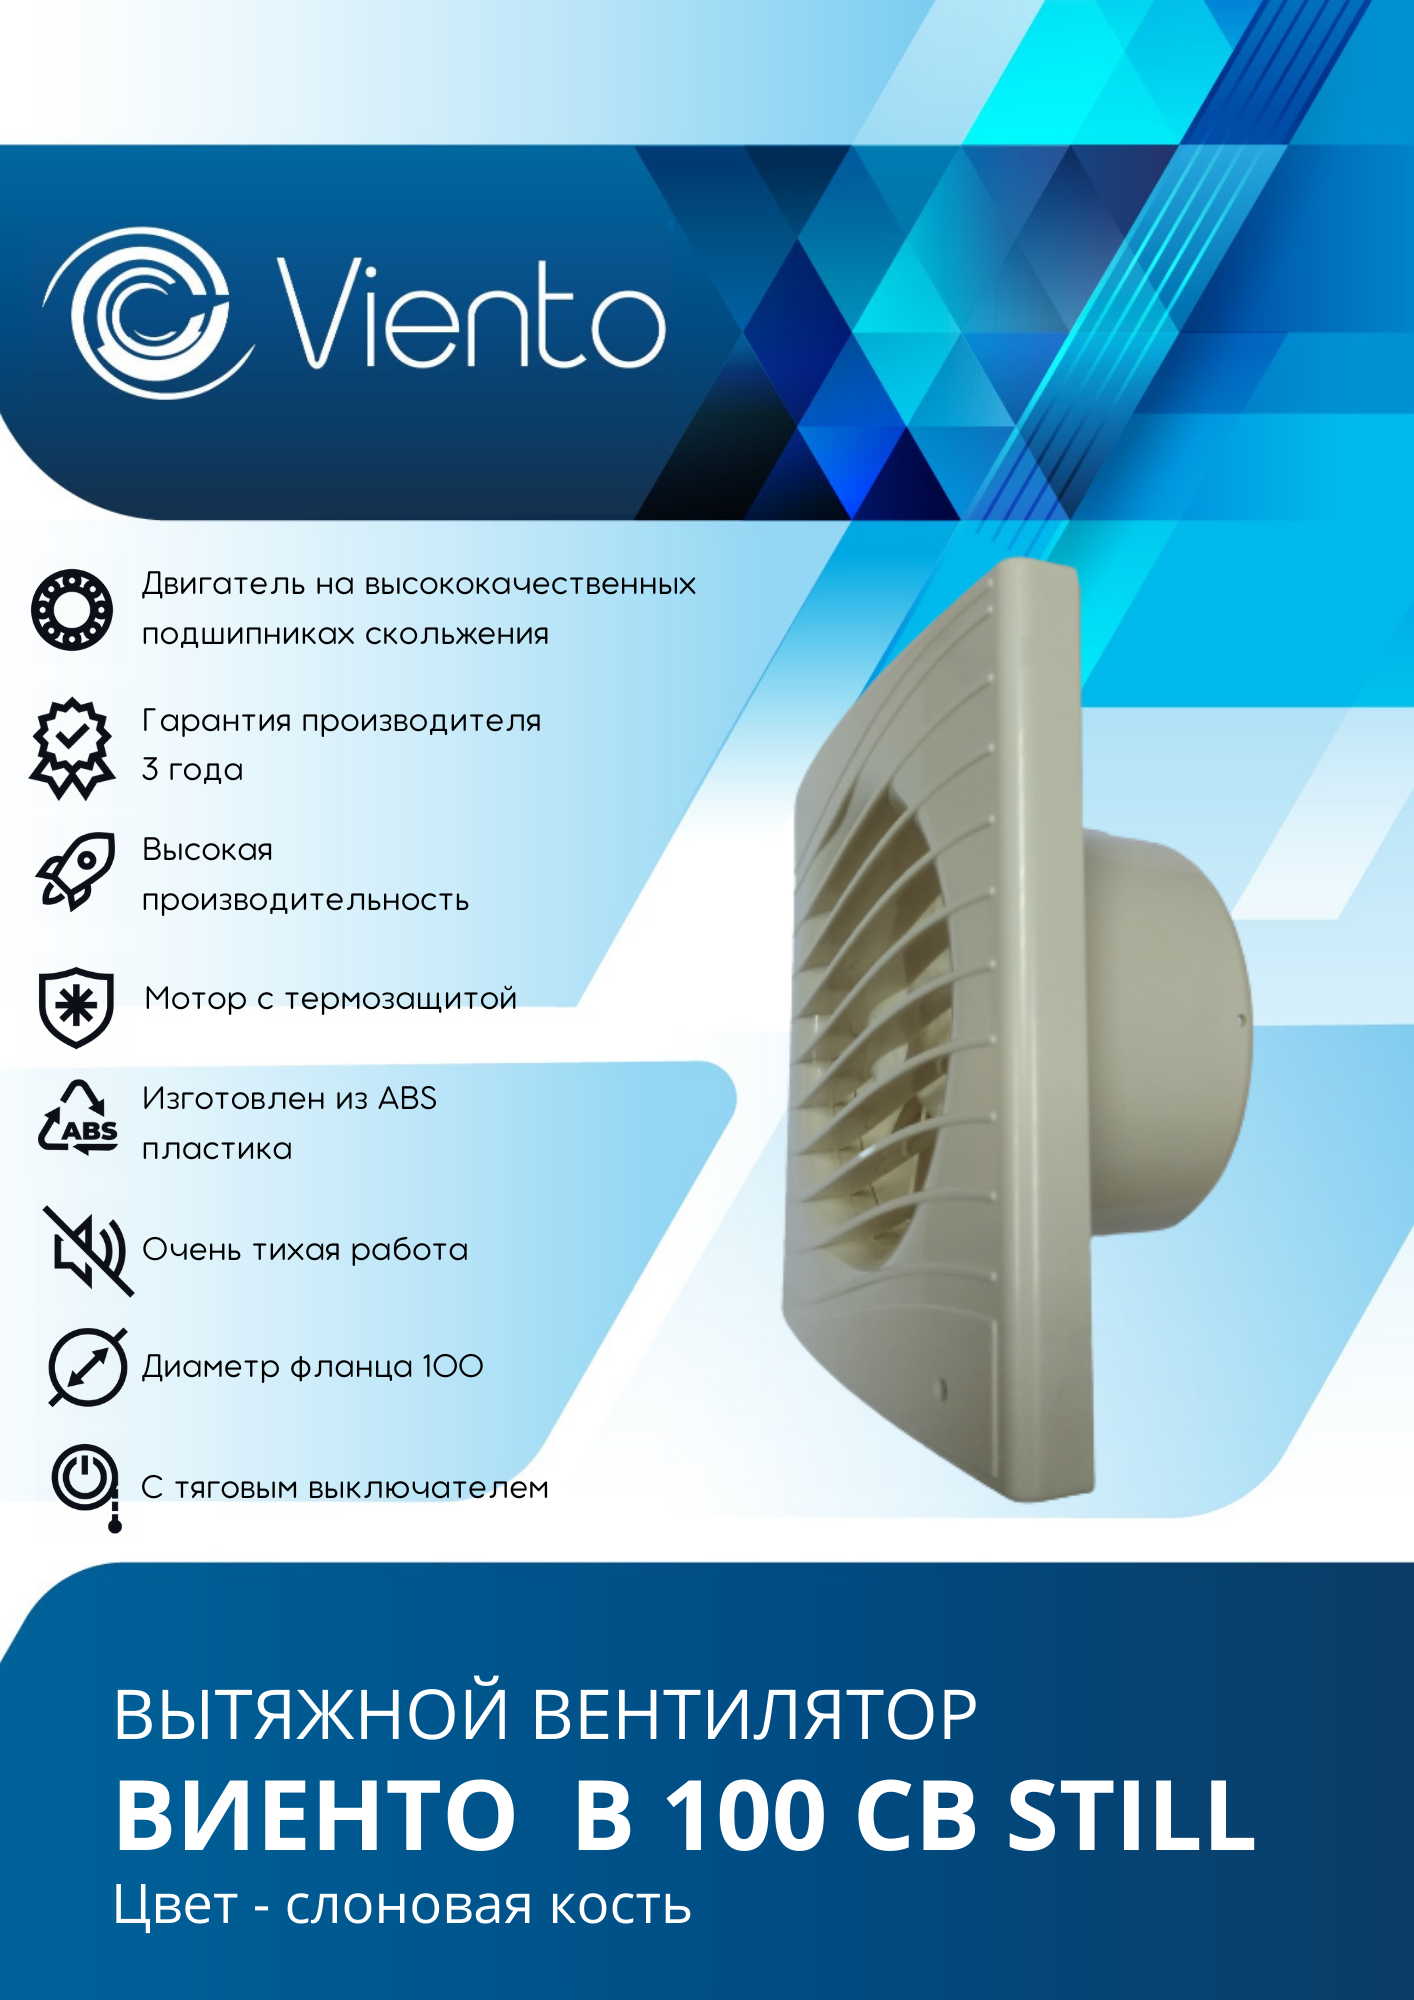 Viento
Двигатель на высококачественных
подшипниках скольжения
Гарантия производителя
3 года
Высокая
производительность
Мотор с термозащитой
Изготовлен из ABS
пластика
ABS
Очень тихая работа
Диаметр фланца 100
С тяговым выключателем
ВЫТЯЖНОЙ ВЕНТИЛЯТОР
ВИЕНТО В 100 СВ STILL
Цвет - слоновая кость